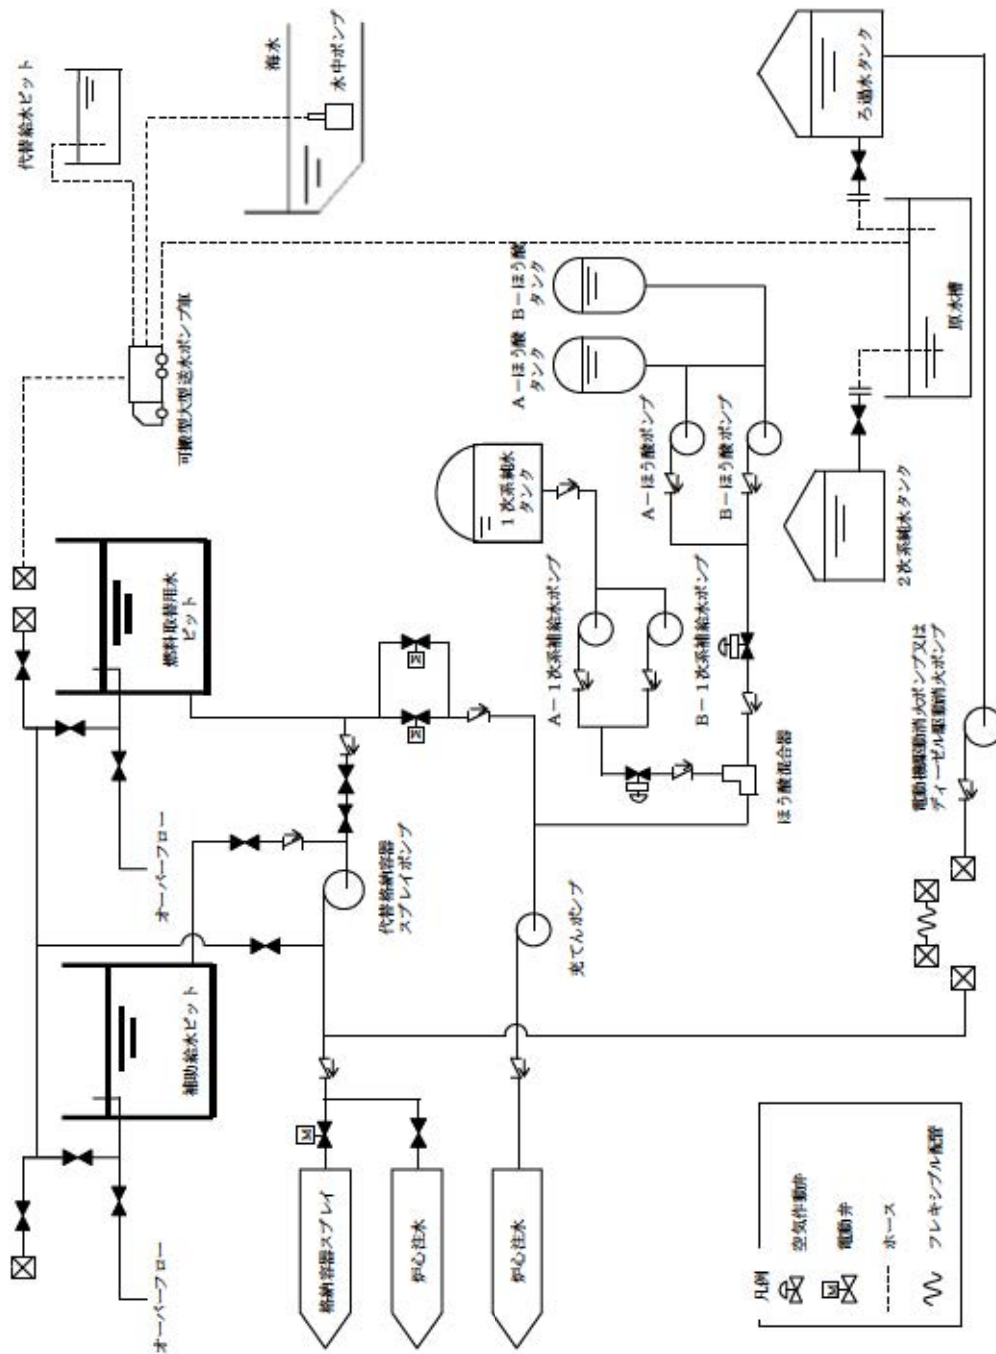 代替給水ピット
海水
水中ポンプ
可搬型大型送水ポンプ車
燃料取替用水
ピット
オーバーフロー
補助給水ピット
オーバーフロー
ろ過水タンク
原水槽
2次系純水タンク
A-ほう酸
タンク
B-ほう酸
タンク
A-ほう酸ポンプ
B-ほう酸ポンプ
1次系純水
タンク
A-1次系補給水ポンプ
B-1次系補給水ポンプ
ほう酸混合器
M
M
代替格納容器
スプレイポンプ
充てんポンプ
電動機駆動消火ポンプ又は
ディーゼル駆動消火ポンプ
M
格納容器スプレイ
炉心注水
炉心注水
凡例
空気作動弁
M
電動弁
ホース
フレキシブル配管